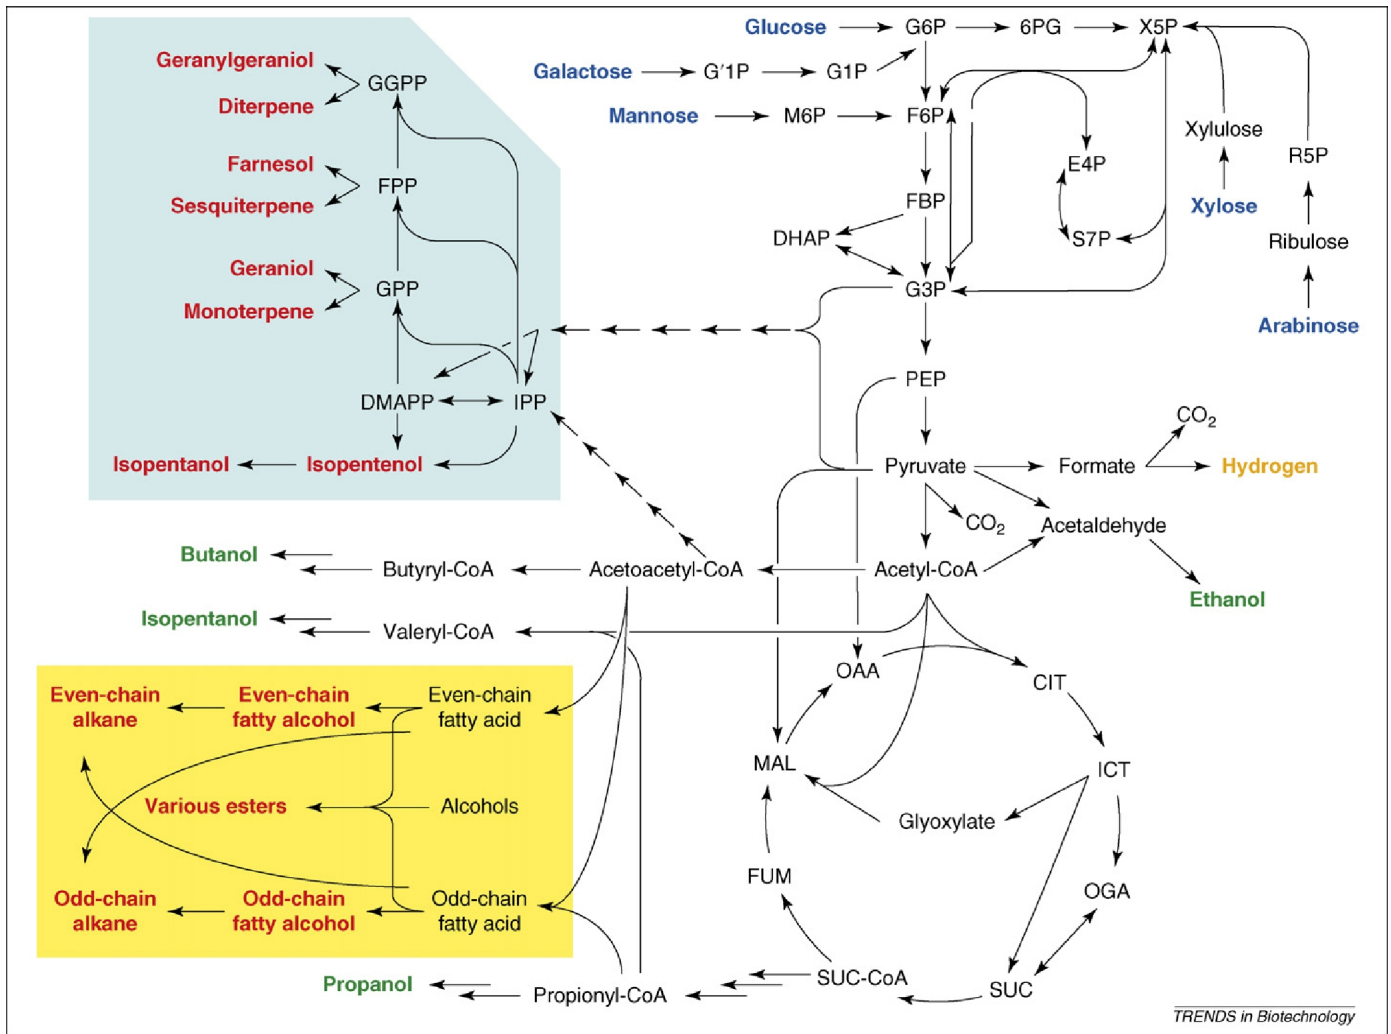 Glucose
G6P
6PG
X5P
Galactose
G'1P
G1P
Mannose
M6P
F6P
Xylulose
R5P
E4P
FBP
Xylose
DHAP
S7P
Ribulose
G3P
Arabinose
Geranylgeraniol
GGPP
Diterpene
Farnesol
FPP
Sesquiterpene
Geraniol
GPP
Monoterpene
DMAPP
IPP
Isopentanol
Isopentenol
PEP
CO2
Pyruvate
Formate
Hydrogen
CO2
Acetaldehyde
Butanol
Butyryl-CoA
Acetoacetyl-CoA
Acetyl-CoA
Ethanol
Isopentanol
Valeryl-CoA
OAA
CIT
Even-chain
alkane
Even-chain
fatty alcohol
Even-chain
fatty acid
MAL
ICT
Various esters
Alcohols
Glyoxylate
FUM
OGA
Odd-chain
alkane
Odd-chain
fatty alcohol
Odd-chain
fatty acid
Propanol
Propionyl-CoA
SUC-CoA
SUC
TRENDS in Biotechnology